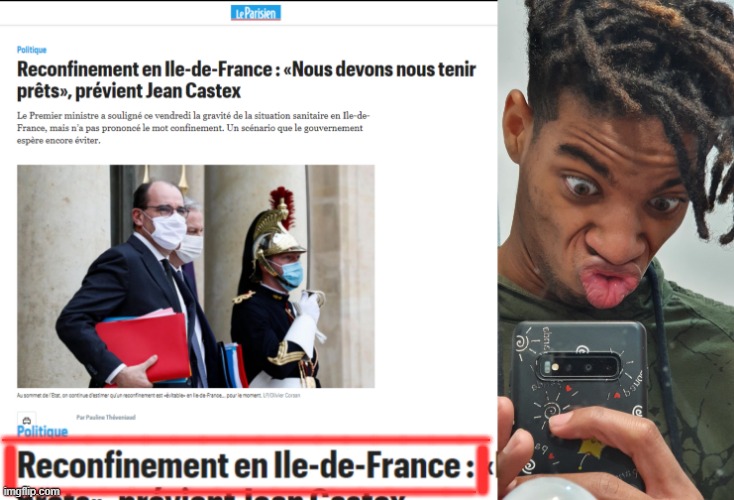 Le Parisien
Politique
Reconfinement en Ile-de-France : «Nous devons nous tenir
prêts», prévient Jean Castex
Le Premier ministre a souligné ce vendredi la gravité de la situation sanitaire en Ile-de-
France, mais n'a pas prononcé le mot confinement. Un scénario que le gouvernement
espère encore éviter.
Au sommet de l'Etat, on continue d'estimer qu'un reconfinement est «évitable» en Ile-de-France... pour le moment. LP/Olivier Corsan
Par Pauline Théveniaud
Politique
Reconfinement en Ile-de-France : «
prêts», prévient Jean Castex
imgflip.com